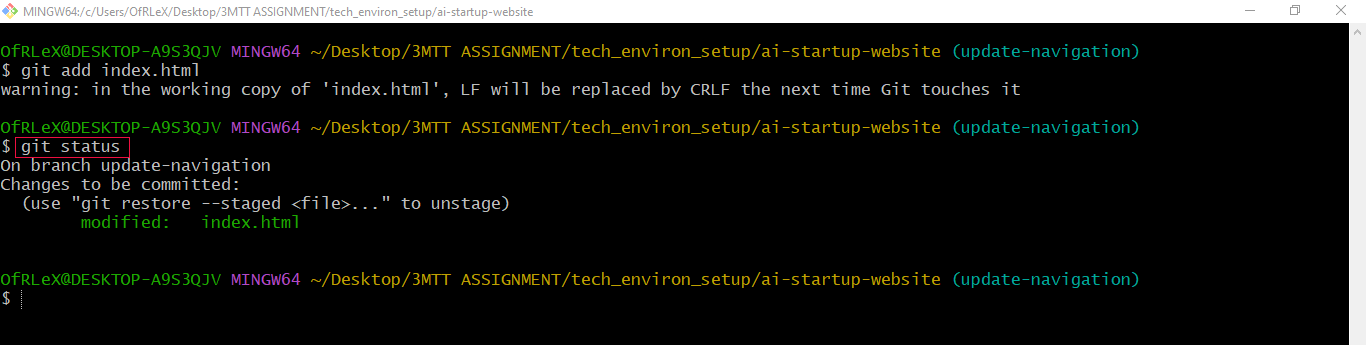 MINGW64:/c/Users/OfRLeX/Desktop/3MTT ASSIGNMENT/tech_environ_setup/ai-startup-website
OfRLeX@DESKTOP-A9S3QJV MINGW64 ~/Desktop/3MTT ASSIGNMENT/tech_environ_setup/ai-startup-website (update-navigation)
$ git add index.html
warning: in the working copy of 'index.html', LF will be replaced by CRLF the next time Git touches it
OfRLeX@DESKTOP-A9S3QJV MINGW64 ~/Desktop/3MTT ASSIGNMENT/tech_environ_setup/ai-startup-website (update-navigation)
$ git status
On branch update-navigation
Changes to be committed:
  (use "git restore --staged <file>..." to unstage)
        modified:   index.html
OfRLeX@DESKTOP-A9S3QJV MINGW64 ~/Desktop/3MTT ASSIGNMENT/tech_environ_setup/ai-startup-website (update-navigation)
$